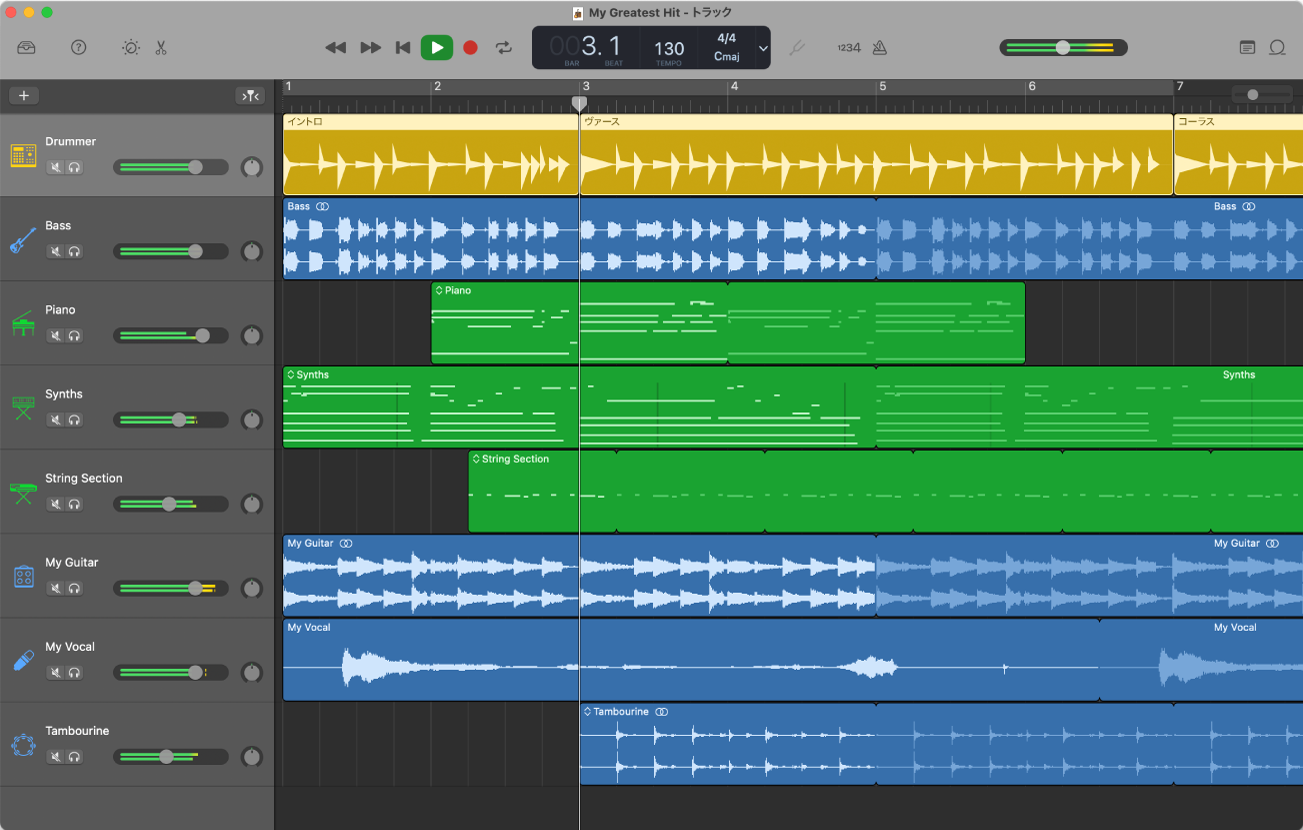 My Greatest Hit - トラック
003. 1
BAR BEAT
130
TEMPO
4/4
Cmaj
1234
1 2 3 4 5 6 7
イントロ ヴァース コーラス
Drummer
Bass
Bass Bass
Piano
Piano
Synths
Synths Synths
String Section
String Section
My Guitar
My Guitar My Guitar
My Vocal
My Vocal My Vocal
Tambourine
Tambourine